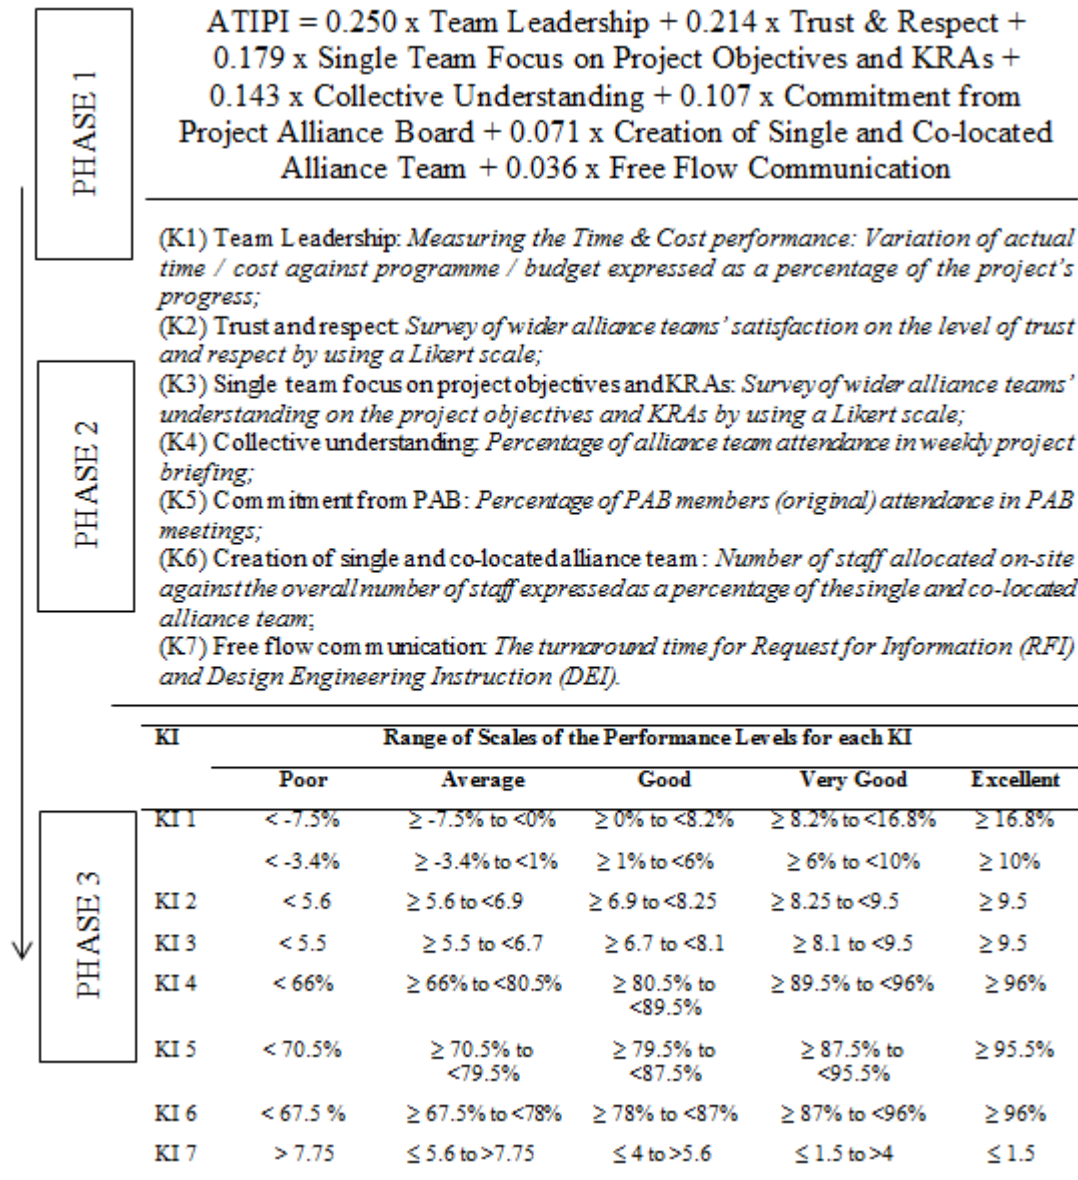 PHASE 1
ATIPI = 0.250 x Team Leadership + 0.214 x Trust & Respect +
0.179 x Single Team Focus on Project Objectives and KRAs +
0.143 x Collective Understanding + 0.107 x Commitment from
Project Alliance Board + 0.071 x Creation of Single and Co-located
Alliance Team + 0.036 x Free Flow Communication
PHASE 2
(K1) Team Leadership: Measuring the Time & Cost performance: Variation of actual
time / cost against programme / budget expressed as a percentage of the project's
progress;
(K2) Trust and respect: Survey of wider alliance teams' satisfaction on the level of trust
and respect by using a Likert scale;
(K3) Single team focus on project objectives and KRAs: Survey of wider alliance teams'
understanding on the project objectives and KRAs by using a Likert scale;
(K4) Collective understanding: Percentage of alliance team attendance in weekly project
briefing;
(K5) Commitment from PAB: Percentage of PAB members (original) attendance in PAB
meetings;
(K6) Creation of single and co-located alliance team : Number of staff allocated on-site
against the overall number of staff expressed as a percentage of the single and co-located
alliance team;
(K7) Free flow communication: The turnaround time for Request for Information (RFI)
and Design Engineering Instruction (DEI).
PHASE 3
KI Range of Scales of the Performance Levels for each KI
Poor Average Good Very Good Excellent
KI 1 < -7.5% ≥ -7.5% to <0% ≥ 0% to <8.2% ≥ 8.2% to <16.8% ≥ 16.8%
< -3.4% ≥ -3.4% to <1% ≥ 1% to <6% ≥ 6% to <10% ≥ 10%
KI 2 < 5.6 ≥ 5.6 to <6.9 ≥ 6.9 to <8.25 ≥ 8.25 to <9.5 ≥ 9.5
KI 3 < 5.5 ≥ 5.5 to <6.7 ≥ 6.7 to <8.1 ≥ 8.1 to <9.5 ≥ 9.5
KI 4 < 66% ≥ 66% to <80.5% ≥ 80.5% to ≥ 89.5% to <96% ≥ 96%
<89.5%
KI 5 < 70.5% ≥ 70.5% to ≥ 79.5% to ≥ 87.5% to ≥ 95.5%
<79.5% <87.5% <95.5%
KI 6 < 67.5 % ≥ 67.5% to <78% ≥ 78% to <87% ≥ 87% to <96% ≥ 96%
KI 7 > 7.75 ≤ 5.6 to >7.75 ≤ 4 to >5.6 ≤ 1.5 to >4 ≤ 1.5